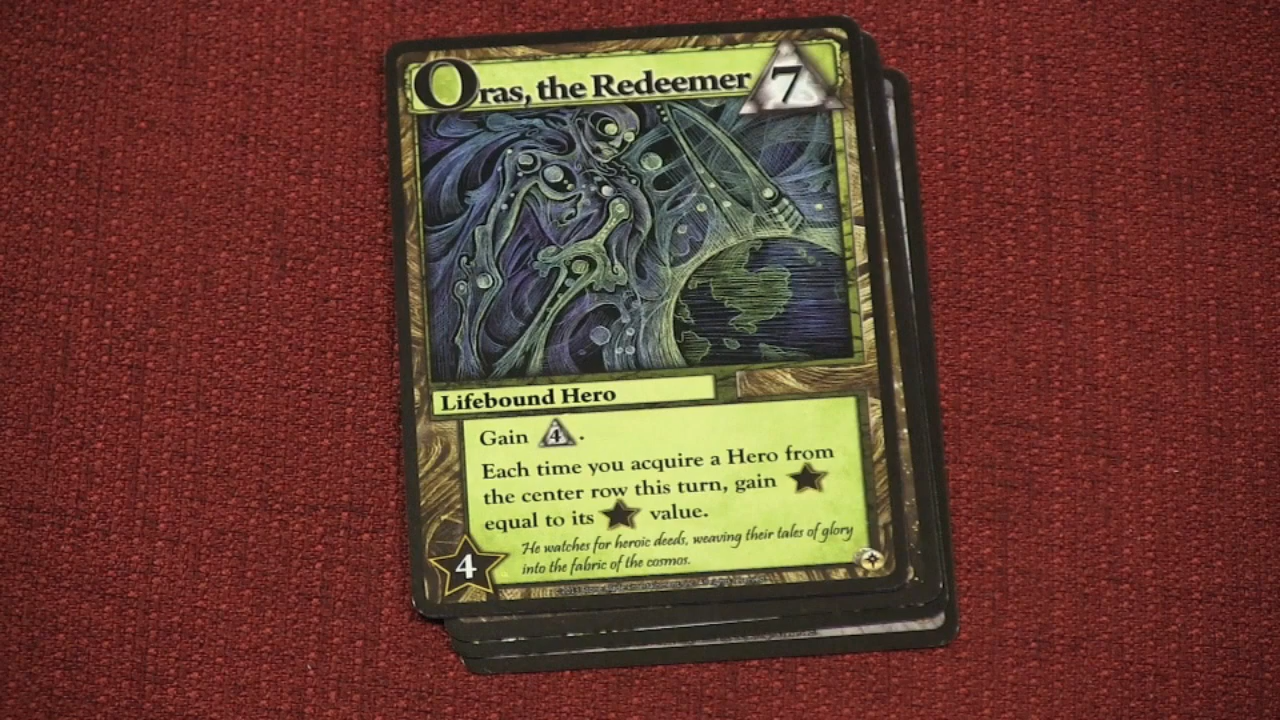 Oras, the Redeemer 7
Lifebound Hero
Gain 4.
Each time you acquire a Hero from
the center row this turn, gain
equal to its value.
He watches for heroic deeds, weaving their tales of glory
into the fabric of the cosmos.
4